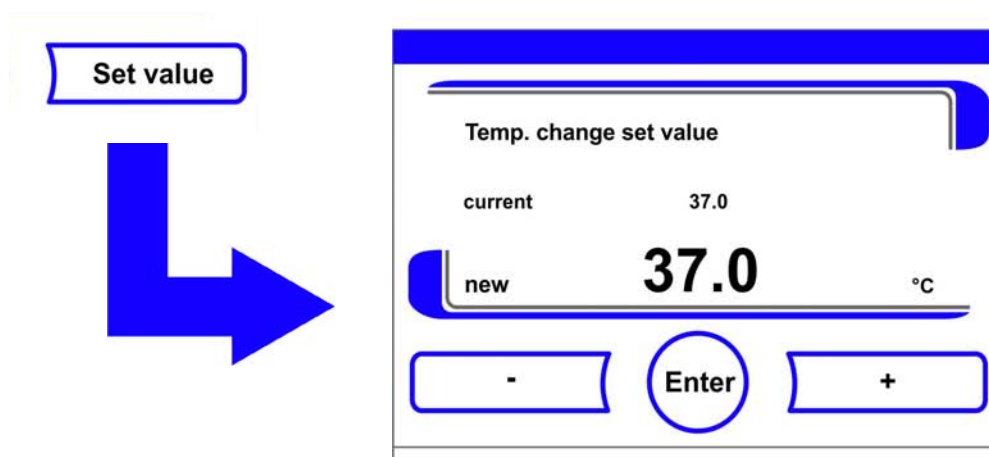 Set value
Temp. change set value
current 37.0
new 37.0 °C
- Enter +